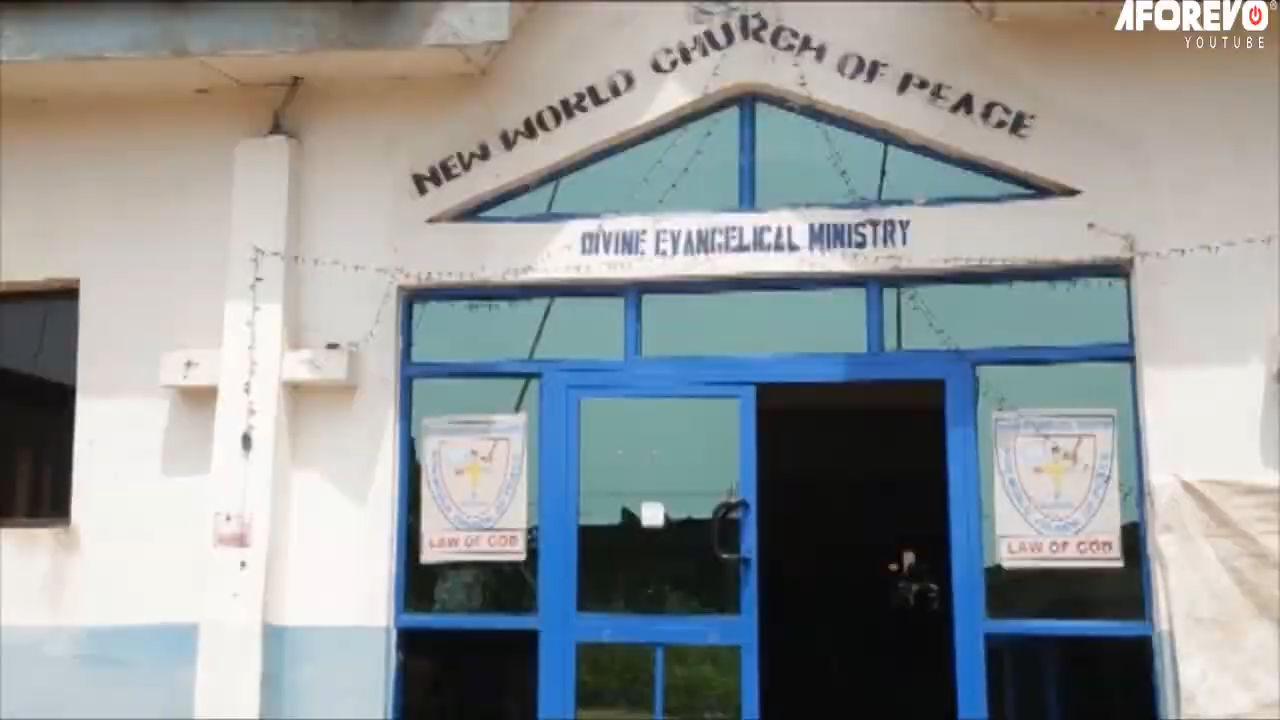 AFOREVO
YOUTUBE
NEW WORLD CHURCH OF PEACE
DIVINE EVANGELICAL MINISTRY
LAW OF GOD
LAW OF GOD